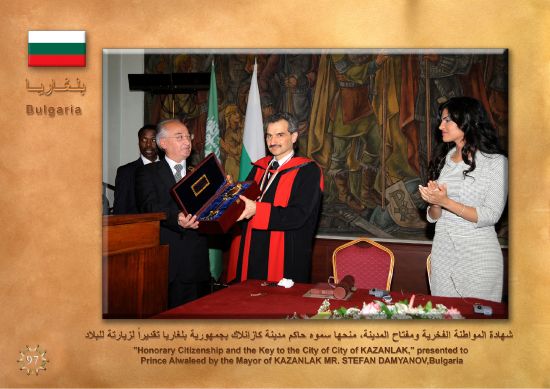 بلغاريا
Bulgaria
شهادة المواطنة الفخرية ومفتاح المدينة، منحها سموه حاكم مدينة كازانلاك بجمهورية بلغاريا تقديراً لزيارتة للبلاد
"Honorary Citizenship and the Key to the City of City of KAZANLAK," presented to
Prince Alwaleed by the Mayor of KAZANLAK MR. STEFAN DAMYANOV,Bulgaria
97